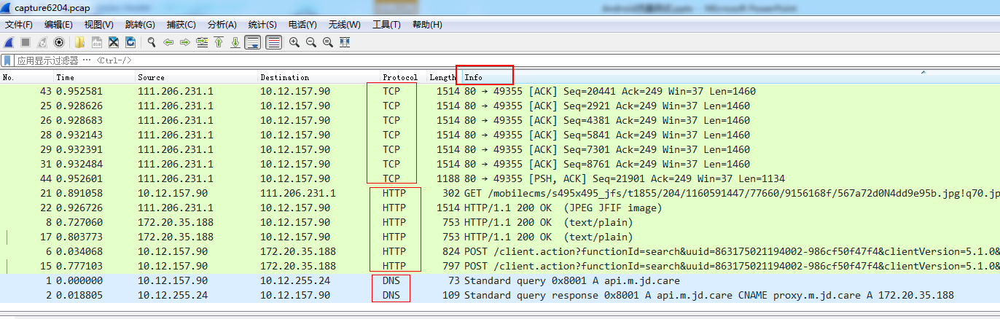 capture6204.pcap
文件(F) 编辑(E) 视图(V) 跳转(G) 捕获(C) 分析(A) 统计(S) 电话(Y) 无线(W) 工具(T) 帮助(H)
应用显示过滤器 … <Ctrl-/>
No. Time Source Destination Protocol Length Info
43 0.952581 111.206.231.1 10.12.157.90 TCP 1514 80 → 49355 [ACK] Seq=20441 Ack=249 Win=37 Len=1460
25 0.928626 111.206.231.1 10.12.157.90 TCP 1514 80 → 49355 [ACK] Seq=2921 Ack=249 Win=37 Len=1460
26 0.928683 111.206.231.1 10.12.157.90 TCP 1514 80 → 49355 [ACK] Seq=4381 Ack=249 Win=37 Len=1460
28 0.932143 111.206.231.1 10.12.157.90 TCP 1514 80 → 49355 [ACK] Seq=5841 Ack=249 Win=37 Len=1460
29 0.932391 111.206.231.1 10.12.157.90 TCP 1514 80 → 49355 [ACK] Seq=7301 Ack=249 Win=37 Len=1460
31 0.932484 111.206.231.1 10.12.157.90 TCP 1514 80 → 49355 [ACK] Seq=8761 Ack=249 Win=37 Len=1460
44 0.952601 111.206.231.1 10.12.157.90 TCP 1188 80 → 49355 [PSH, ACK] Seq=21901 Ack=249 Win=37 Len=1134
21 0.891058 10.12.157.90 111.206.231.1 HTTP 302 GET /mobilecms/s495x495_jfs/t1855/204/1160591447/77660/9156168f/567a72d0N4dd9e95b.jpg!q70.jp
22 0.926726 111.206.231.1 10.12.157.90 HTTP 1514 HTTP/1.1 200 OK (JPEG JFIF image)
8 0.727060 172.20.35.188 10.12.157.90 HTTP 753 HTTP/1.1 200 OK (text/plain)
17 0.803773 172.20.35.188 10.12.157.90 HTTP 753 HTTP/1.1 200 OK (text/plain)
6 0.034068 10.12.157.90 172.20.35.188 HTTP 824 POST /client.action?functionId=search&uuid=863175021194002-986cf50f47f4&clientVersion=5.1.0&
15 0.777103 10.12.157.90 172.20.35.188 HTTP 797 POST /client.action?functionId=search&uuid=863175021194002-986cf50f47f4&clientVersion=5.1.0&
1 0.000000 10.12.157.90 10.12.255.24 DNS 73 Standard query 0x8001 A api.m.jd.care
2 0.018805 10.12.255.24 10.12.157.90 DNS 109 Standard query response 0x8001 A api.m.jd.care CNAME proxy.m.jd.care A 172.20.35.188